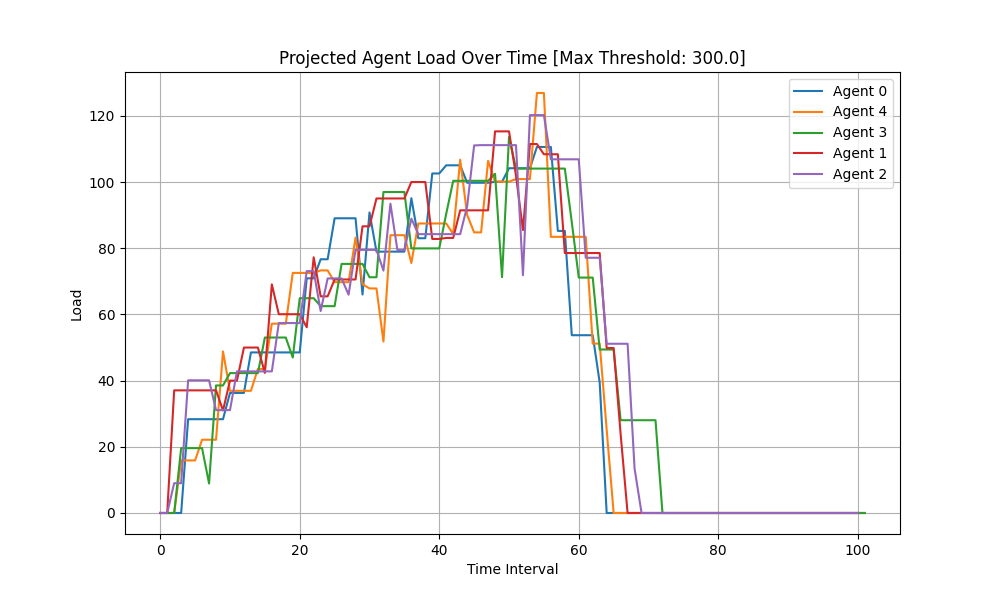 Projected Agent Load Over Time [Max Threshold: 300.0]
Agent 0
Agent 4
Agent 3
Agent 1
Agent 2
Load
120
100
80
60
40
20
0
0 20 40 60 80 100
Time Interval